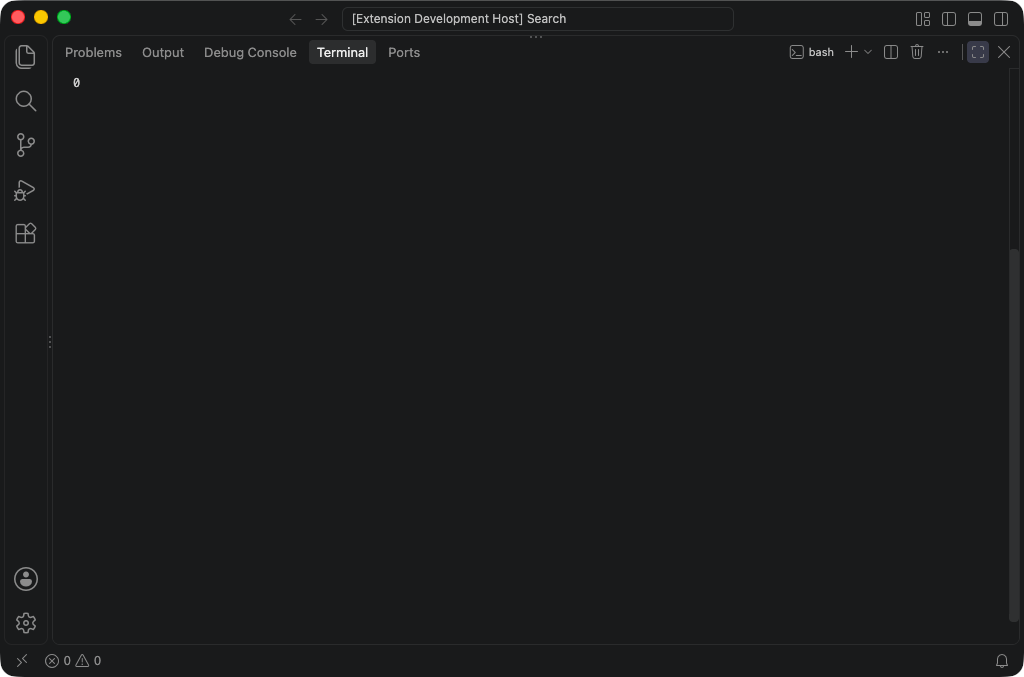 [Extension Development Host] Search
Problems Output Debug Console Terminal Ports bash
0
0 0